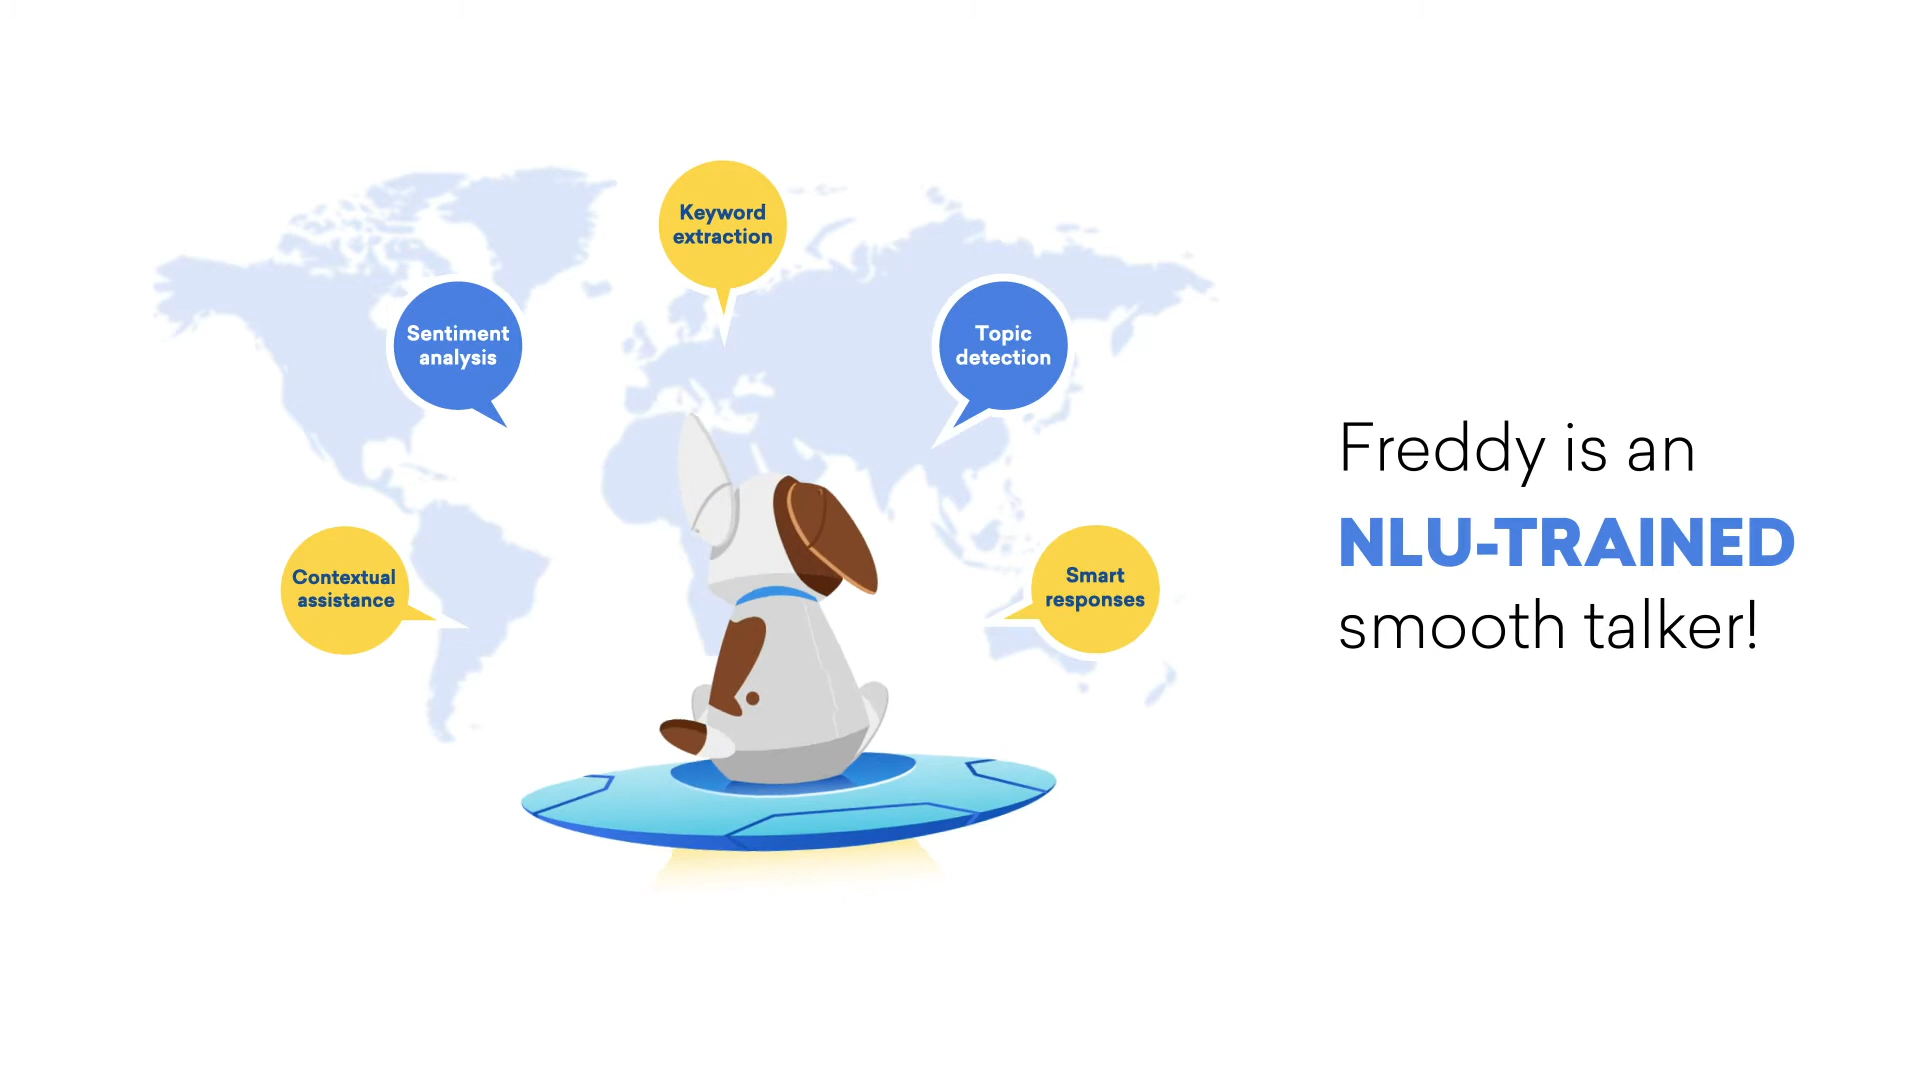 Keyword
extraction
Sentiment
analysis
Topic
detection
Contextual
assistance
Smart
responses
Freddy is an
NLU-TRAINED
smooth talker!